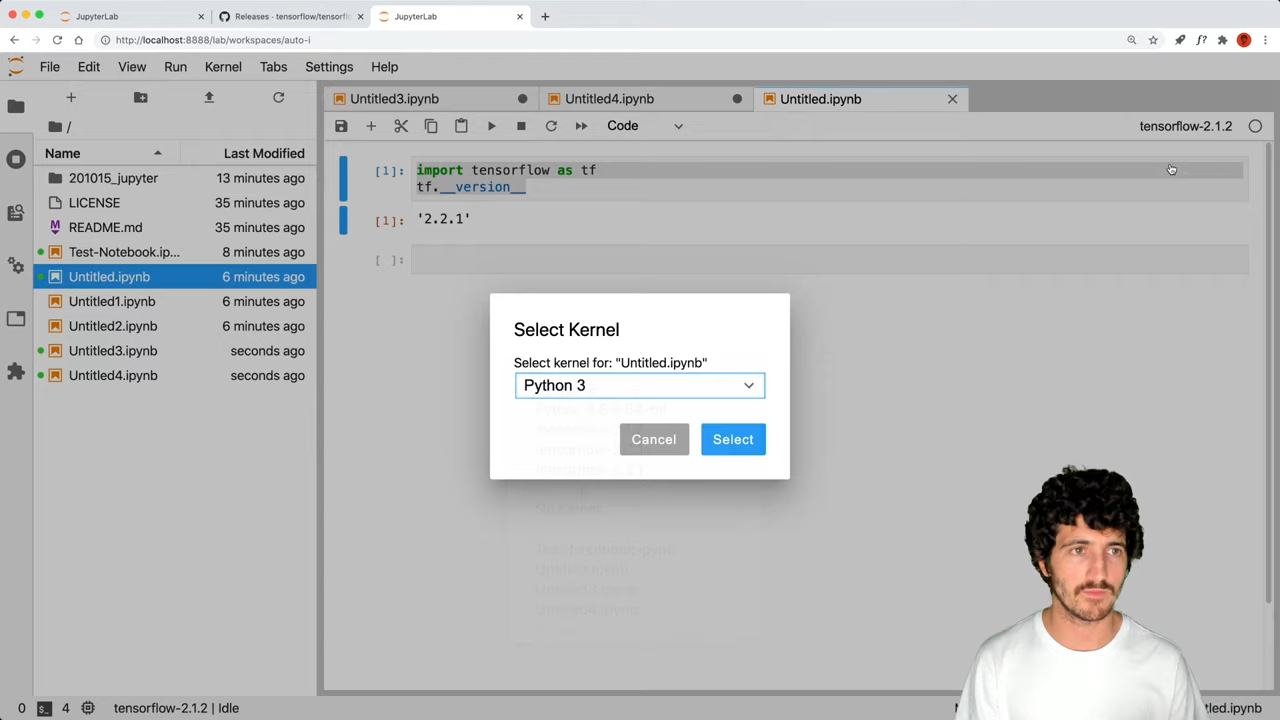 JupyterLab
Releases · tensorflow/tensorfl
JupyterLab
http://localhost:8888/lab/workspaces/auto-i
File Edit View Run Kernel Tabs Settings Help
Untitled3.ipynb
Untitled4.ipynb
Untitled.ipynb
/
Code
tensorflow-2.1.2
Name
Last Modified
201015_jupyter 13 minutes ago
LICENSE 35 minutes ago
README.md 35 minutes ago
Test-Notebook.ip... 8 minutes ago
Untitled.ipynb 6 minutes ago
Untitled1.ipynb 6 minutes ago
Untitled2.ipynb 6 minutes ago
Untitled3.ipynb seconds ago
Untitled4.ipynb seconds ago
[1]: import tensorflow as tf
tf.__version__
[1]: '2.2.1'
[ ]:
Select Kernel
Select kernel for: "Untitled.ipynb"
Python 3
Cancel Select
0 4 tensorflow-2.1.2 | Idle
tled.ipynb